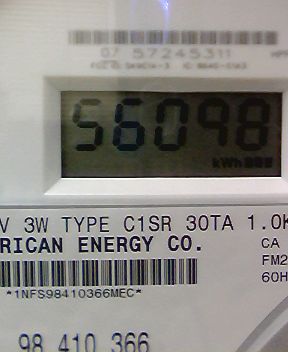 07 57245311
56098
kWh
V 3W TYPE C1SR 30TA 1.0K
RICAN ENERGY CO.
CA
FM2
60H
*1NFS98410366MEC*
98 410 366